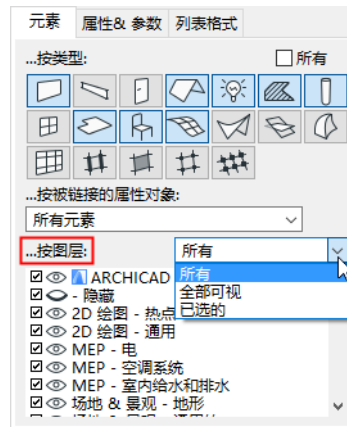 元素 属性& 参数 列表格式
...按类型: 所有
...按被链接的属性对象:
所有元素
...按图层: 所有
所有
全部可视
已选的
ARCHICAD
- 隐藏
2D 绘图 - 热点
2D 绘图 - 通用
MEP - 电
MEP - 空调系统
MEP - 室内给水和排水
场地 & 景观 - 地形